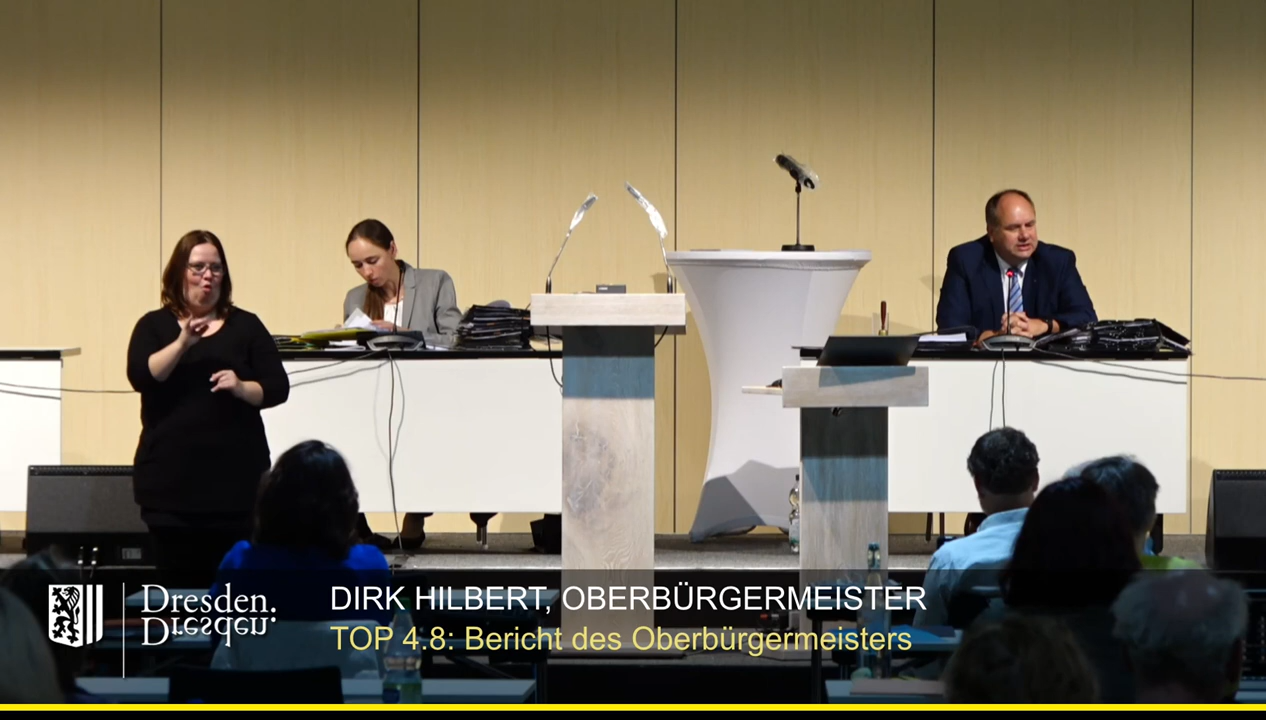 Dresden.
Dresden.
DIRK HILBERT, OBERBÜRGERMEISTER
TOP 4.8: Bericht des Oberbürgermeisters